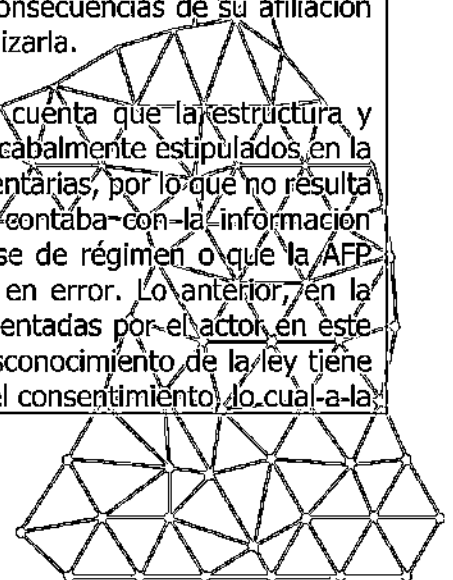 onsecuencias de su afiliación
izarla.
cuenta que la estructura y
cabalmente estipulados en la
entarias, por lo que no resulta
contaba con la información
se de régimen o que la AFP
en error. Lo anterior, en la
entadas por el actor en este
sconocimiento de la ley tiene
el consentimiento, lo cual a la